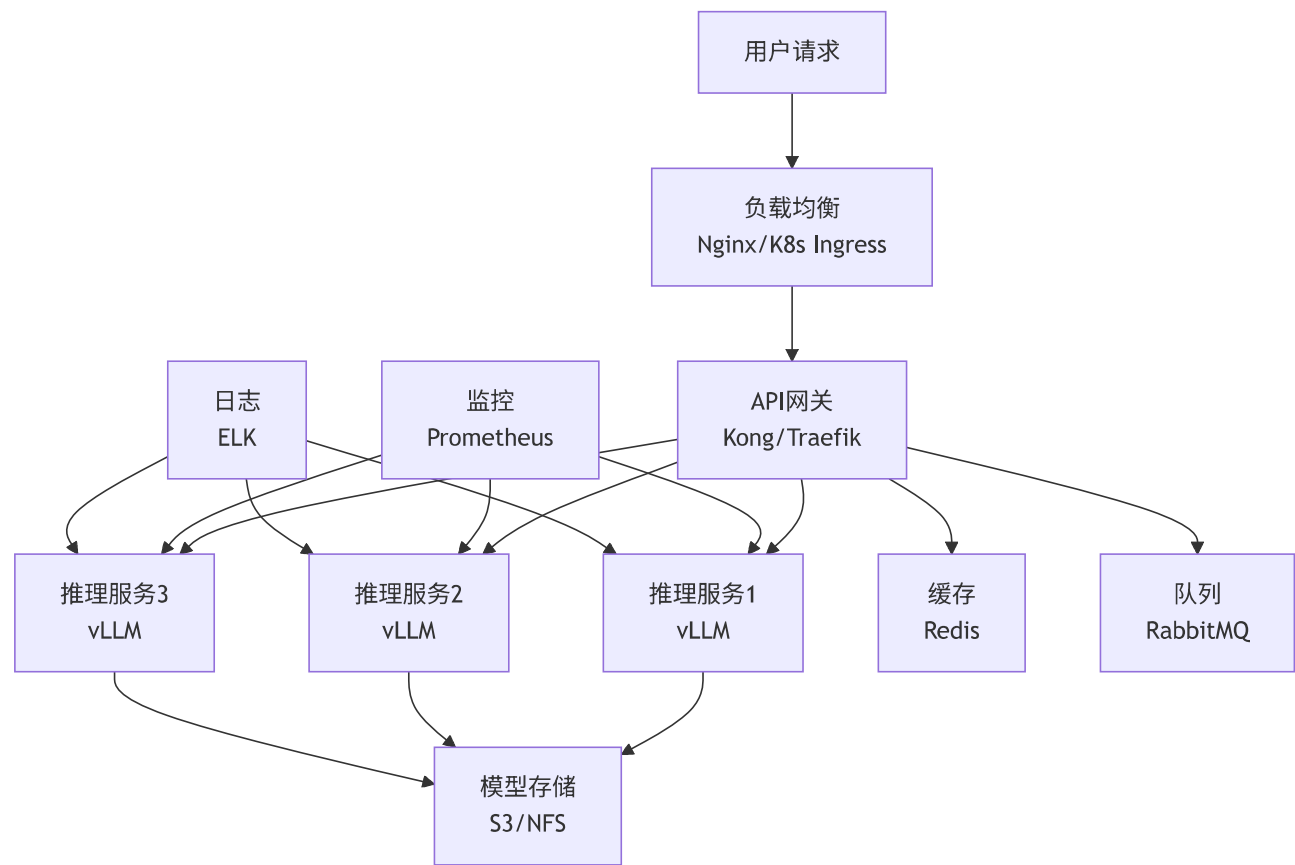 用户请求
负载均衡
Nginx/K8s Ingress
日志
ELK
监控
Prometheus
API网关
Kong/Traefik
推理服务3
vLLM
推理服务2
vLLM
推理服务1
vLLM
缓存
Redis
队列
RabbitMQ
模型存储
S3/NFS